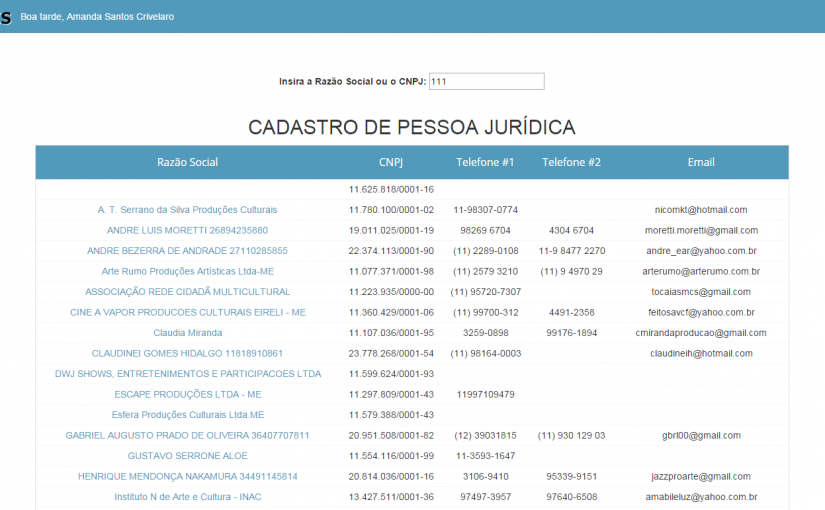 S Boa tarde, Amanda Santos Crivelaro
Insira a Razão Social ou o CNPJ: 111
CADASTRO DE PESSOA JURÍDICA
Razão Social CNPJ Telefone #1 Telefone #2 Email
11.625.818/0001-16
A. T. Serrano da Silva Produções Culturais 11.780.100/0001-02 11-98307-0774 nicomkt@hotmail.com
ANDRE LUIS MORETTI 26894235880 19.011.025/0001-19 98269 6704 4304 6704 moretti.moretti@gmail.com
ANDRE BEZERRA DE ANDRADE 27110285855 22.374.113/0001-90 (11) 2289-0108 11-9 8477 2270 andre_ear@yahoo.com.br
Arte Rumo Produções Artísticas Ltda-ME 11.077.371/0001-98 (11) 2579 3210 (11) 9 4970 29 arterumo@arterumo.com.br
ASSOCIAÇÃO REDE CIDADÃ MULTICULTURAL 11.223.935/0000-00 (11) 95720-7307 tocaiasmcs@gmail.com
CINE A VAPOR PRODUCOES CULTURAIS EIRELI - ME 11.360.429/0001-06 (11) 99700-312 4491-2358 feitosavcf@yahoo.com.br
Claudia Miranda 11.107.036/0001-95 3259-0898 99176-1894 cmirandaproducao@gmail.com
CLAUDINEI GOMES HIDALGO 11818910861 23.778.268/0001-54 (11) 98164-0003 claudineih@hotmail.com
DWJ SHOWS, ENTRETENIMENTOS E PARTICIPACOES LTDA 11.599.624/0001-93
ESCAPE PRODUÇÕES LTDA - ME 11.297.809/0001-43 11997109479
Esfera Produções Culturais Ltda.ME 11.579.388/0001-43
GABRIEL AUGUSTO PRADO DE OLIVEIRA 36407707811 20.951.508/0001-82 (12) 39031815 (11) 930 129 03 gbrl00@gmail.com
GUSTAVO SERRONE ALOE 11.554.116/0001-99 11-3593-1647
HENRIQUE MENDONÇA NAKAMURA 34491145814 20.814.036/0001-16 3106-9410 95339-9151 jazzproarte@gmail.com
Instituto N de Arte e Cultura - INAC 13.427.511/0001-36 97497-3957 97640-6508 amabileluz@yahoo.com.br